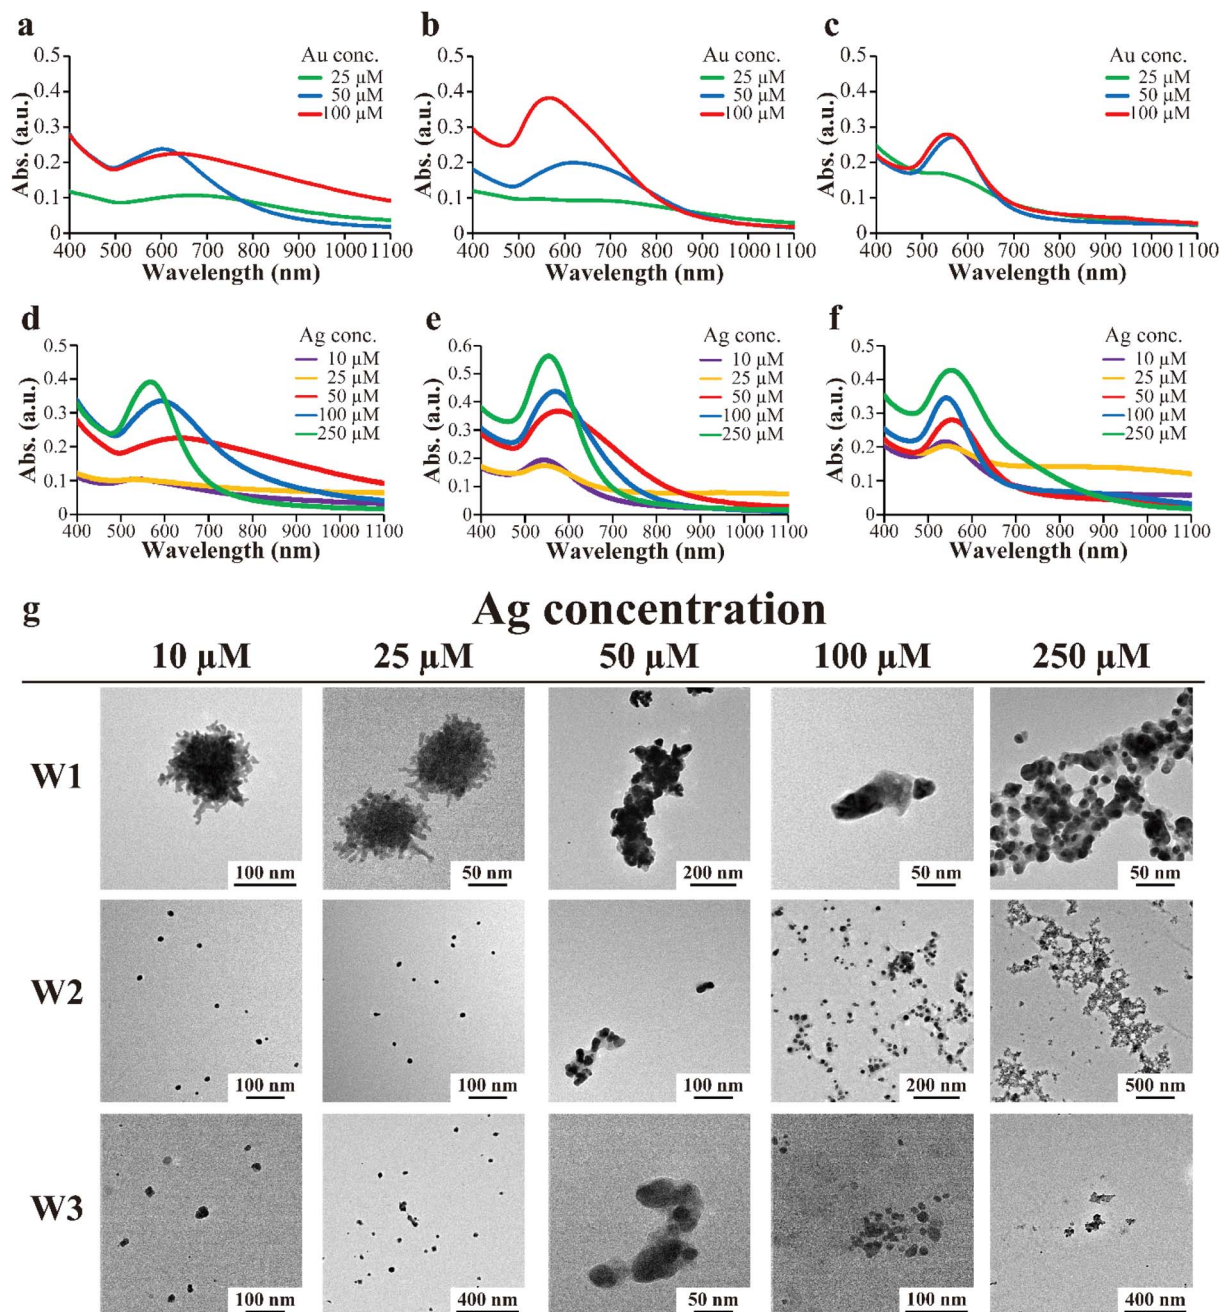 a
Au conc.
25 µM
50 µM
100 µM
Abs. (a.u.)
0.5
0.4
0.3
0.2
0.1
0
400 500 600 700 800 900 1000 1100
Wavelength (nm)
b
Au conc.
25 µM
50 µM
100 µM
Abs. (a.u.)
0.5
0.4
0.3
0.2
0.1
0
400 500 600 700 800 900 1000 1100
Wavelength (nm)
c
Au conc.
25 µM
50 µM
100 µM
Abs. (a.u.)
0.5
0.4
0.3
0.2
0.1
0
400 500 600 700 800 900 1000 1100
Wavelength (nm)
d
Ag conc.
10 µM
25 µM
50 µM
100 µM
250 µM
Abs. (a.u.)
0.5
0.4
0.3
0.2
0.1
0
400 500 600 700 800 900 1000 1100
Wavelength (nm)
e
Ag conc.
10 µM
25 µM
50 µM
100 µM
250 µM
Abs. (a.u.)
0.6
0.5
0.4
0.3
0.2
0.1
0
400 500 600 700 800 900 1000 1100
Wavelength (nm)
f
Ag conc.
10 µM
25 µM
50 µM
100 µM
250 µM
Abs. (a.u.)
0.5
0.4
0.3
0.2
0.1
0
400 500 600 700 800 900 1000 1100
Wavelength (nm)
g
Ag concentration
10 µM 25 µM 50 µM 100 µM 250 µM
W1
100 nm 50 nm 200 nm 50 nm 50 nm
W2
100 nm 100 nm 100 nm 200 nm 500 nm
W3
100 nm 400 nm 50 nm 100 nm 400 nm